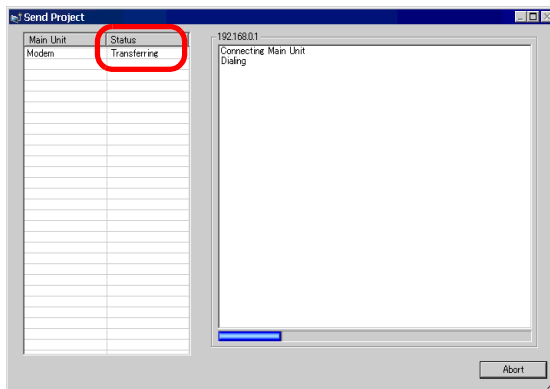 Send Project
Main Unit Status
Modem Transferring
192.168.0.1
Connecting Main Unit
Dialing
Abort